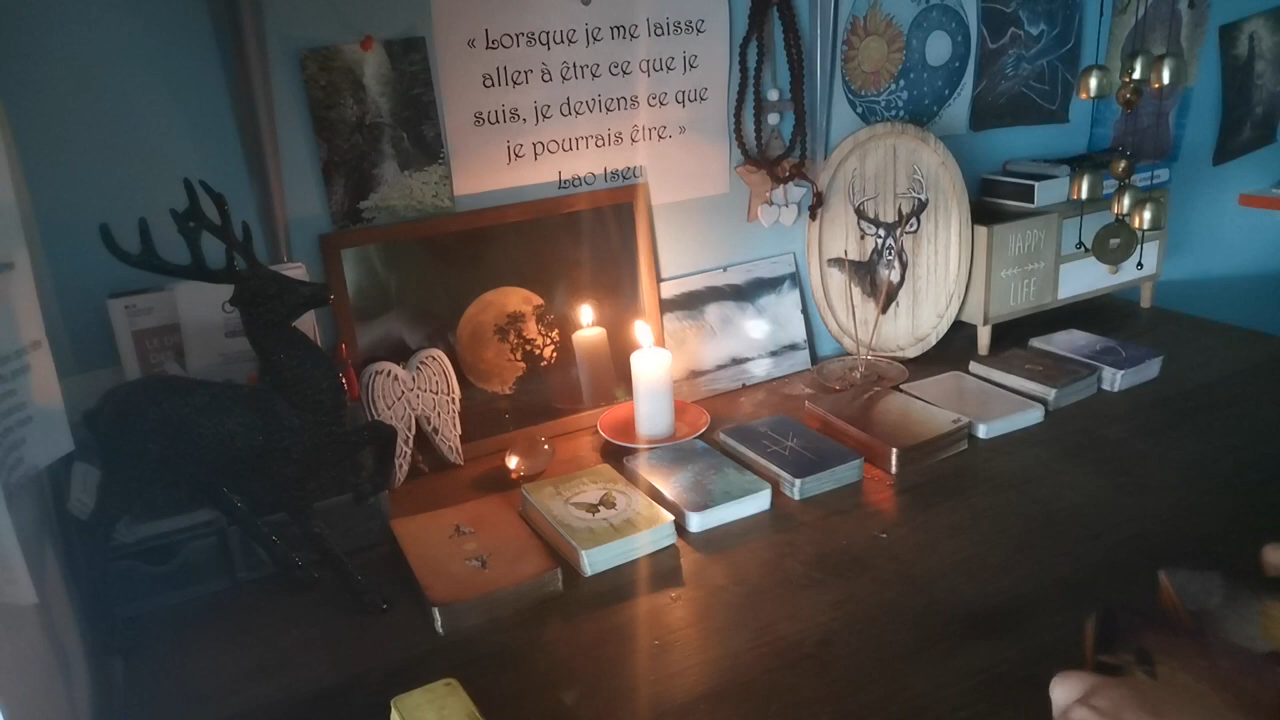 « Lorsque je me laisse
aller à être ce que je
suis, je deviens ce que
je pourrais être. »
Lao Tseu
HAPPY
LIFE